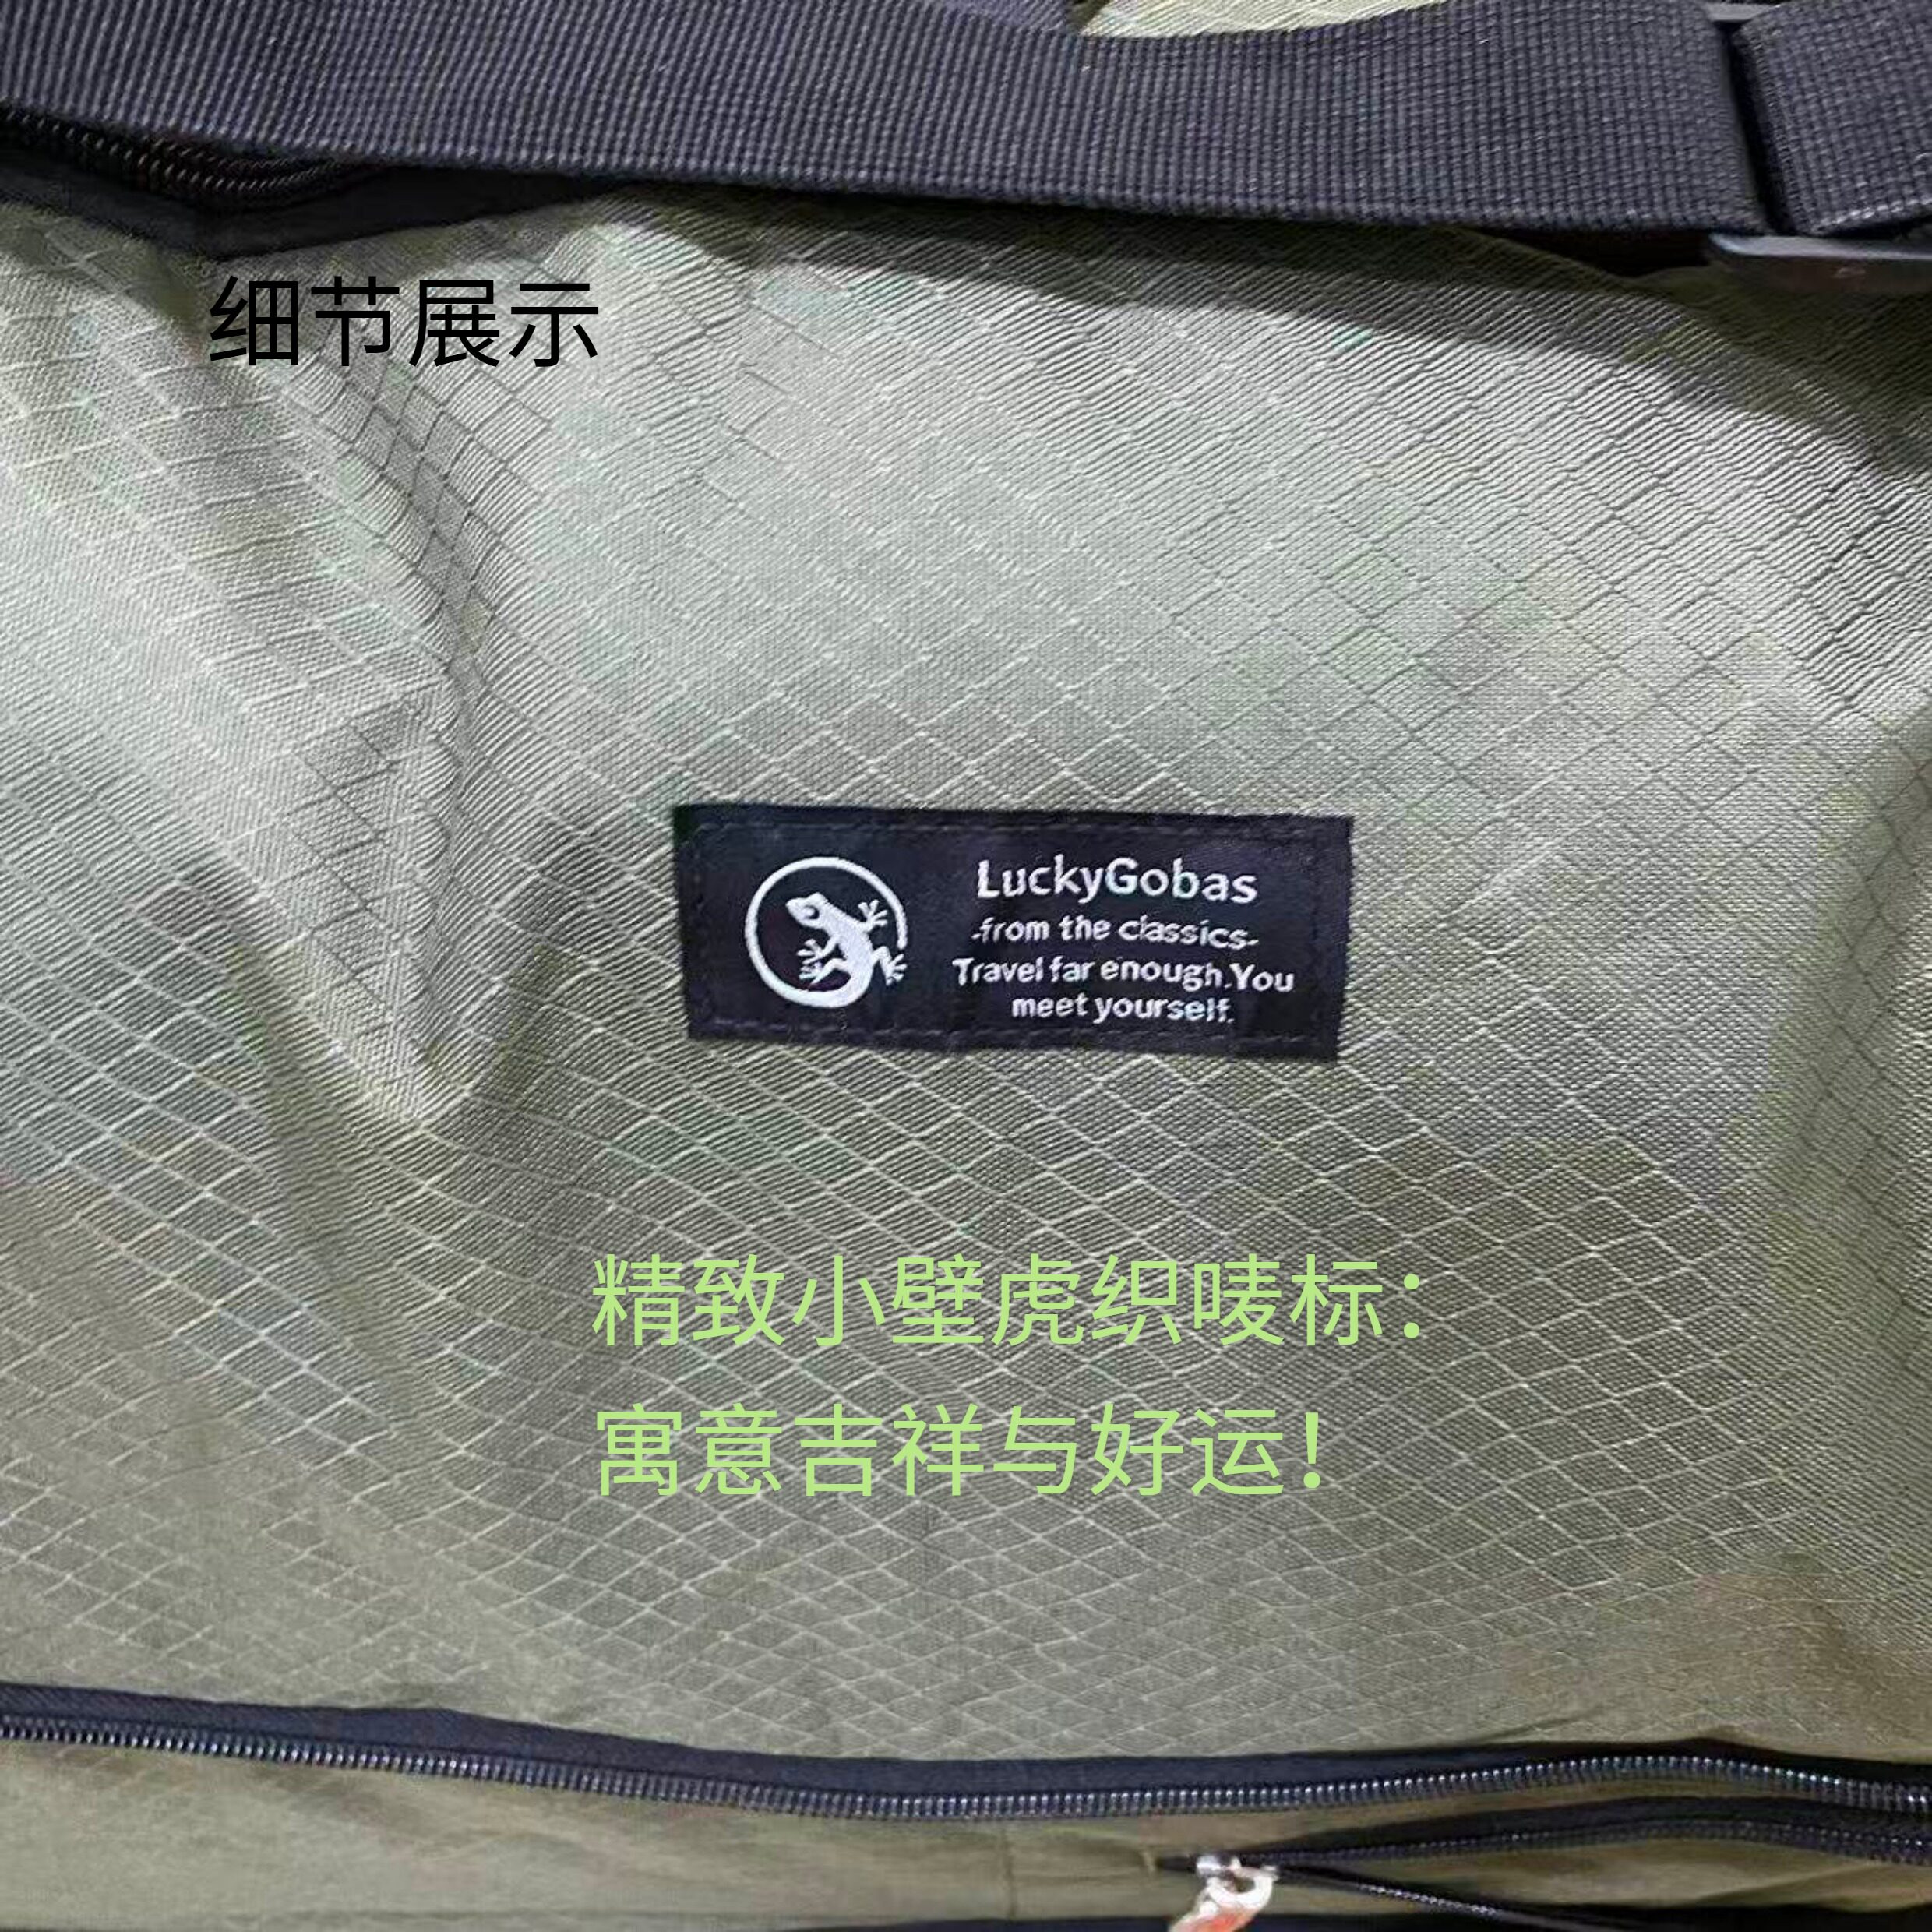 细节展示
LuckyGobas
-from the classics-
Travel far enough.You
meet yourself.
精致小壁虎织唛标：
寓意吉祥与好运！